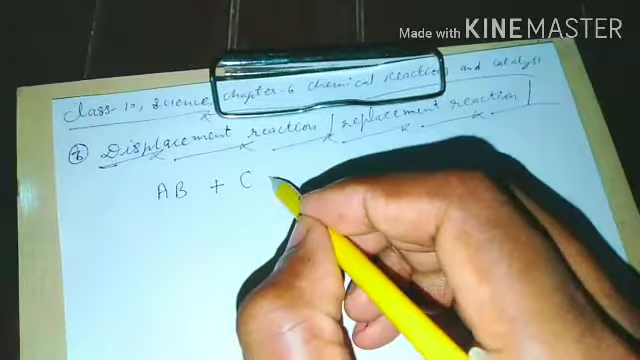 Made with KINEMASTER
Class-10, Science, Chapter-6 Chemical Reaction and catalyst
b Displacement reaction / replacement reaction /
AB + C